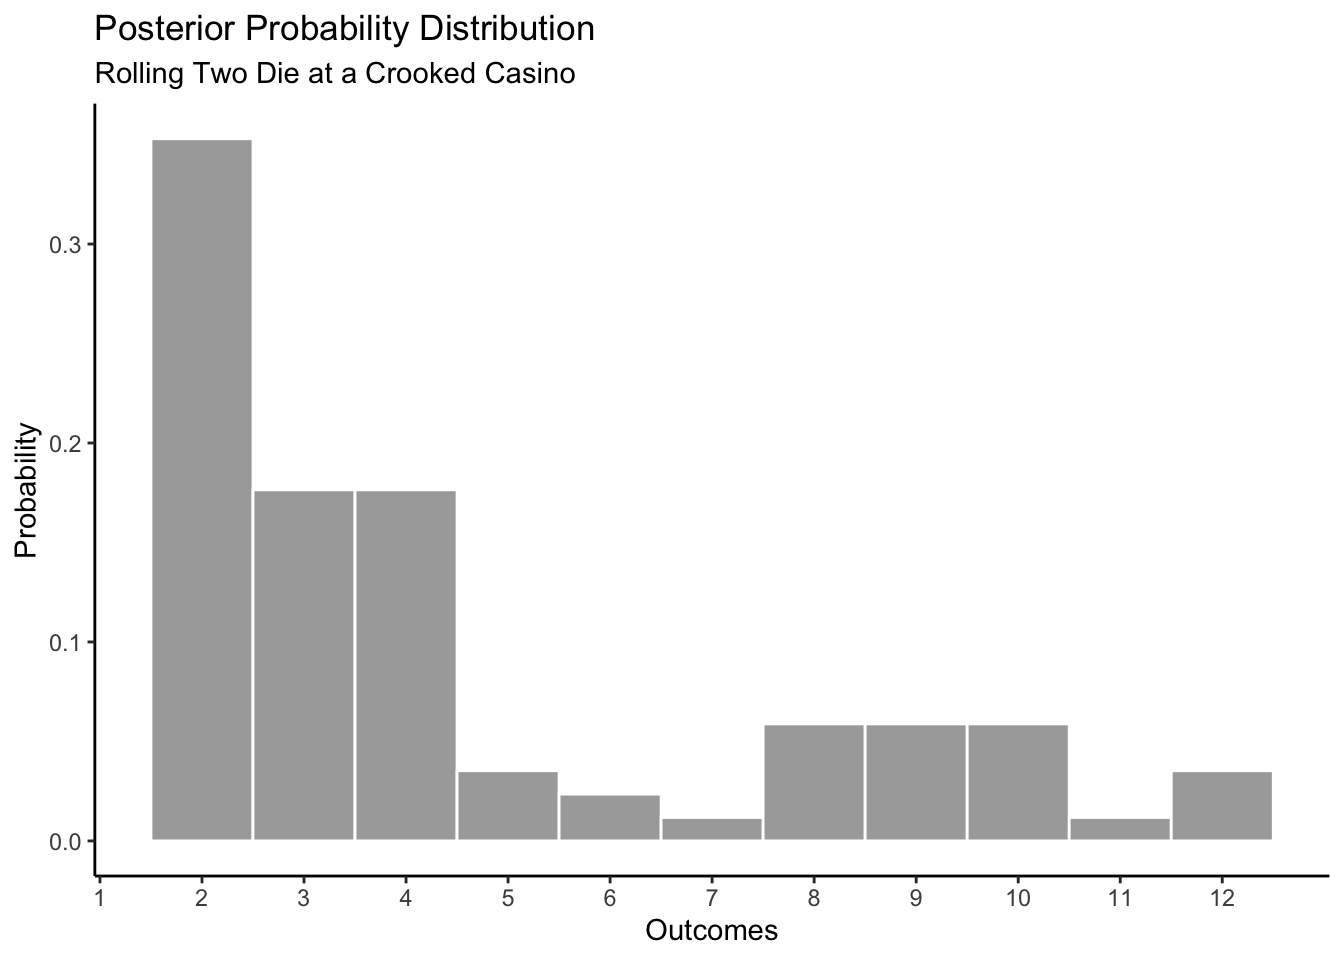 Posterior Probability Distribution
Rolling Two Die at a Crooked Casino
Probability
0.3
0.2
0.1
0.0
1 2 3 4 5 6 7 8 9 10 11 12
Outcomes